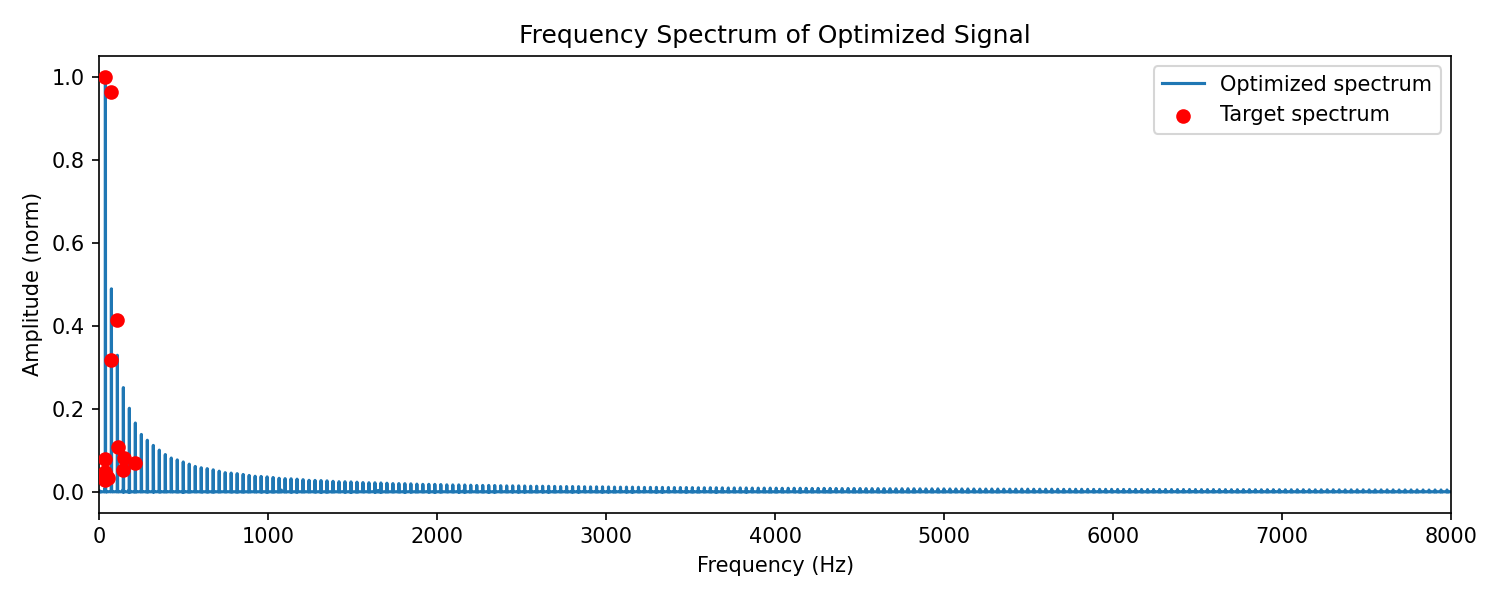 Frequency Spectrum of Optimized Signal
Optimized spectrum
Target spectrum
Amplitude (norm)
1.0
0.8
0.6
0.4
0.2
0.0
0 1000 2000 3000 4000 5000 6000 7000 8000
Frequency (Hz)